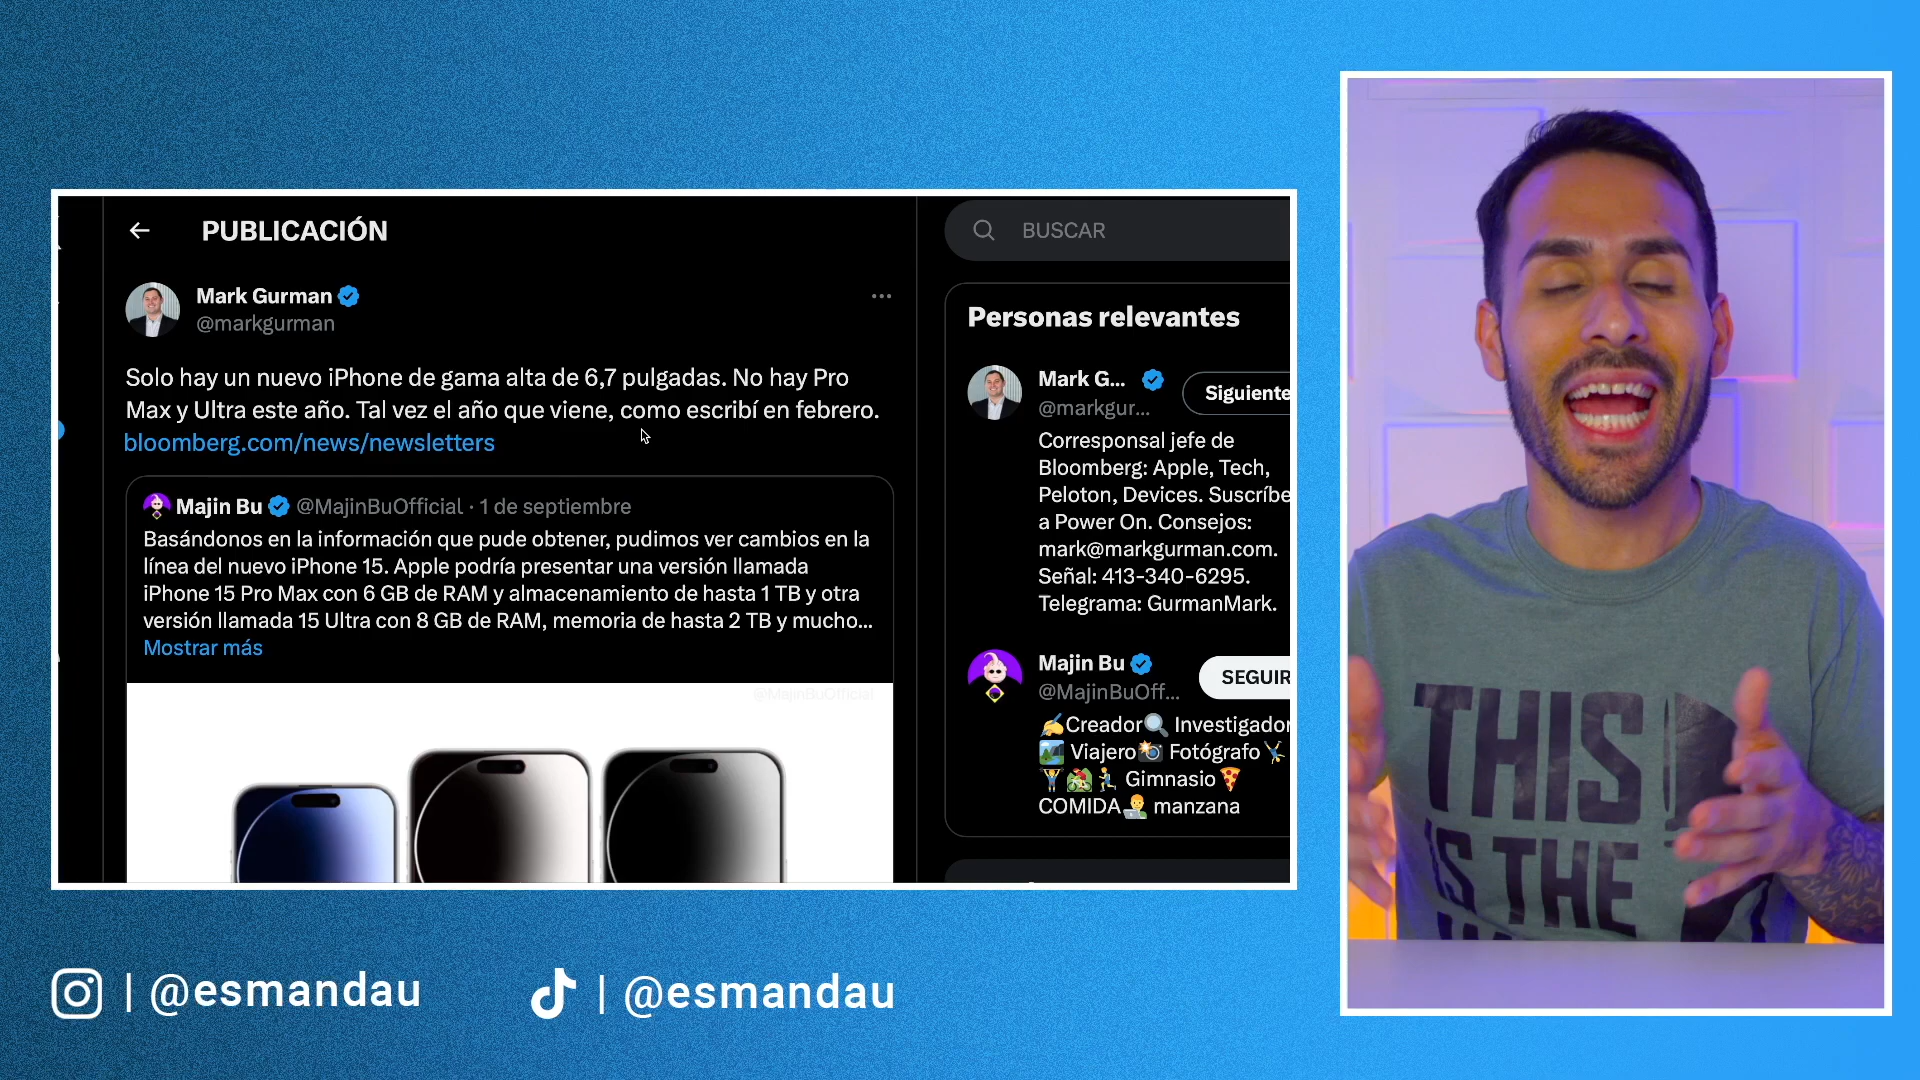 PUBLICACIÓN
Mark Gurman
@markgurman
Solo hay un nuevo iPhone de gama alta de 6,7 pulgadas. No hay Pro
Max y Ultra este año. Tal vez el año que viene, como escribí en febrero.
bloomberg.com/news/newsletters
Majin Bu @MajinBuOfficial · 1 de septiembre
Basándonos en la información que pude obtener, pudimos ver cambios en la
línea del nuevo iPhone 15. Apple podría presentar una versión llamada
iPhone 15 Pro Max con 6 GB de RAM y almacenamiento de hasta 1 TB y otra
versión llamada 15 Ultra con 8 GB de RAM, memoria de hasta 2 TB y mucho...
Mostrar más
@MajinBuOfficial
BUSCAR
Personas relevantes
Mark G...
@markgur...
Siguiente
Corresponsal jefe de
Bloomberg: Apple, Tech,
Peloton, Devices. Suscríbe
a Power On. Consejos:
mark@markgurman.com.
Señal: 413-340-6295.
Telegrama: GurmanMark.
Majin Bu
@MajinBuOff...
SEGUIR
Creador Investigador
Viajero Fotógrafo
Gimnasio
COMIDA manzana
THIS
IS THE
| @esmandau
| @esmandau